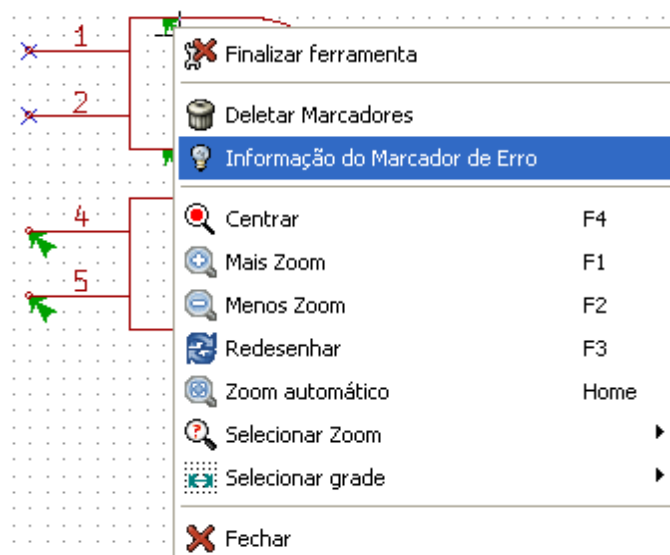 1
2
4
5
Finalizar ferramenta
Deletar Marcadores
Informação do Marcador de Erro
Centrar F4
Mais Zoom F1
Menos Zoom F2
Redesenhar F3
Zoom automático Home
Selecionar Zoom
Selecionar grade
Fechar